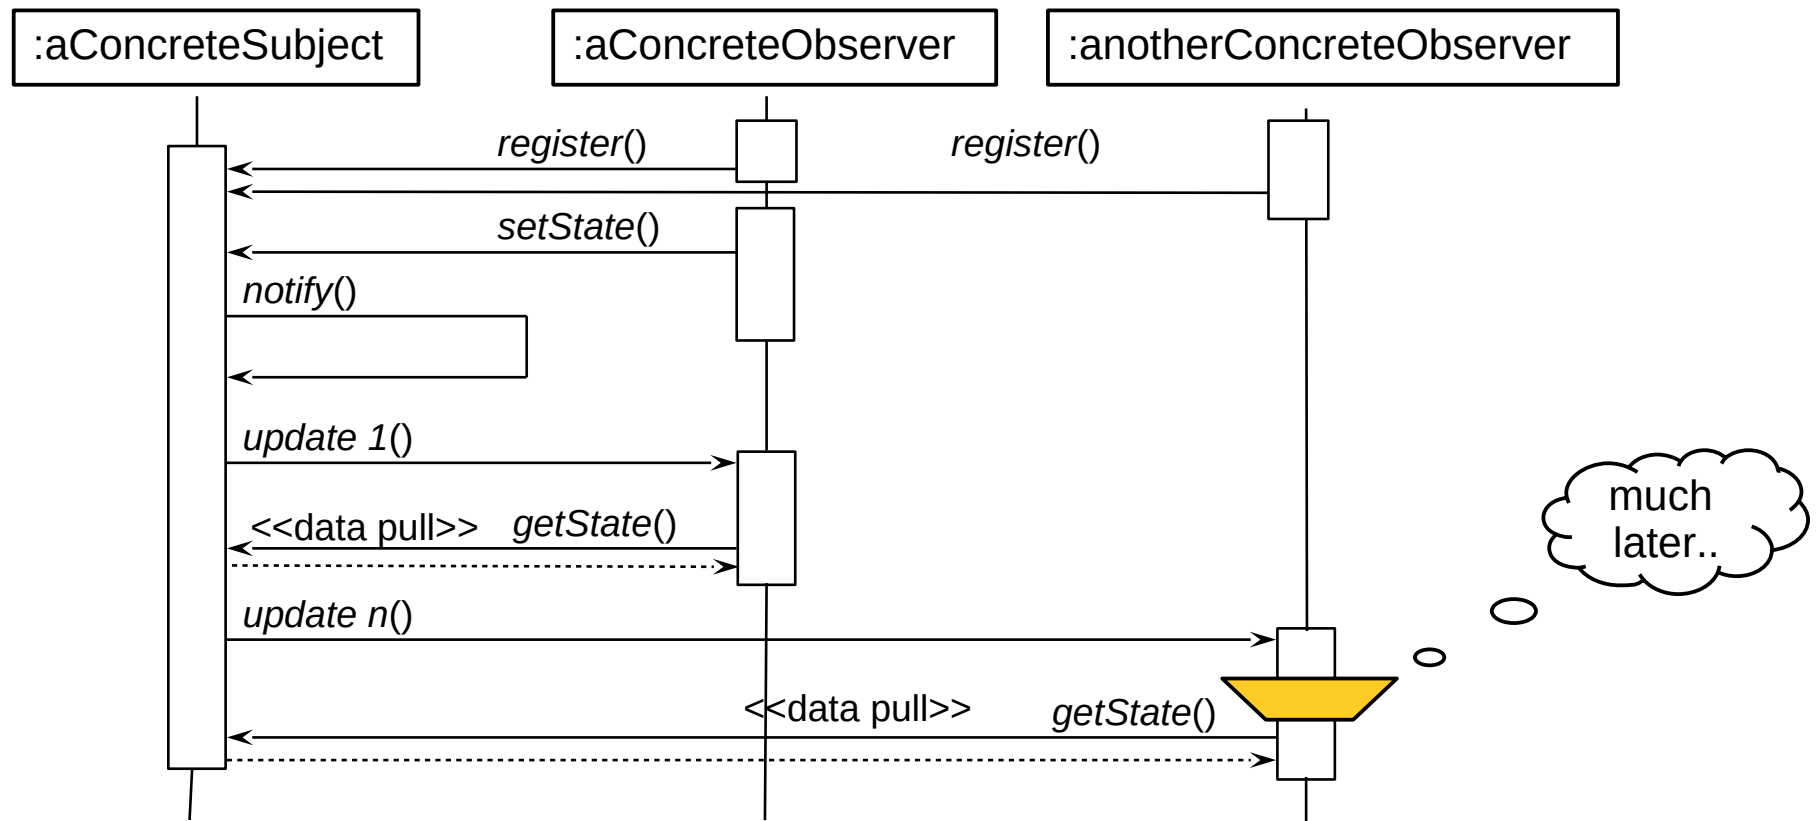 :aConcreteSubject
:aConcreteObserver
:anotherConcreteObserver
register()
register()
setState()
notify()
update 1()
<<data pull>>
getState()
much
later..
update n()
<<data pull>>
getState()